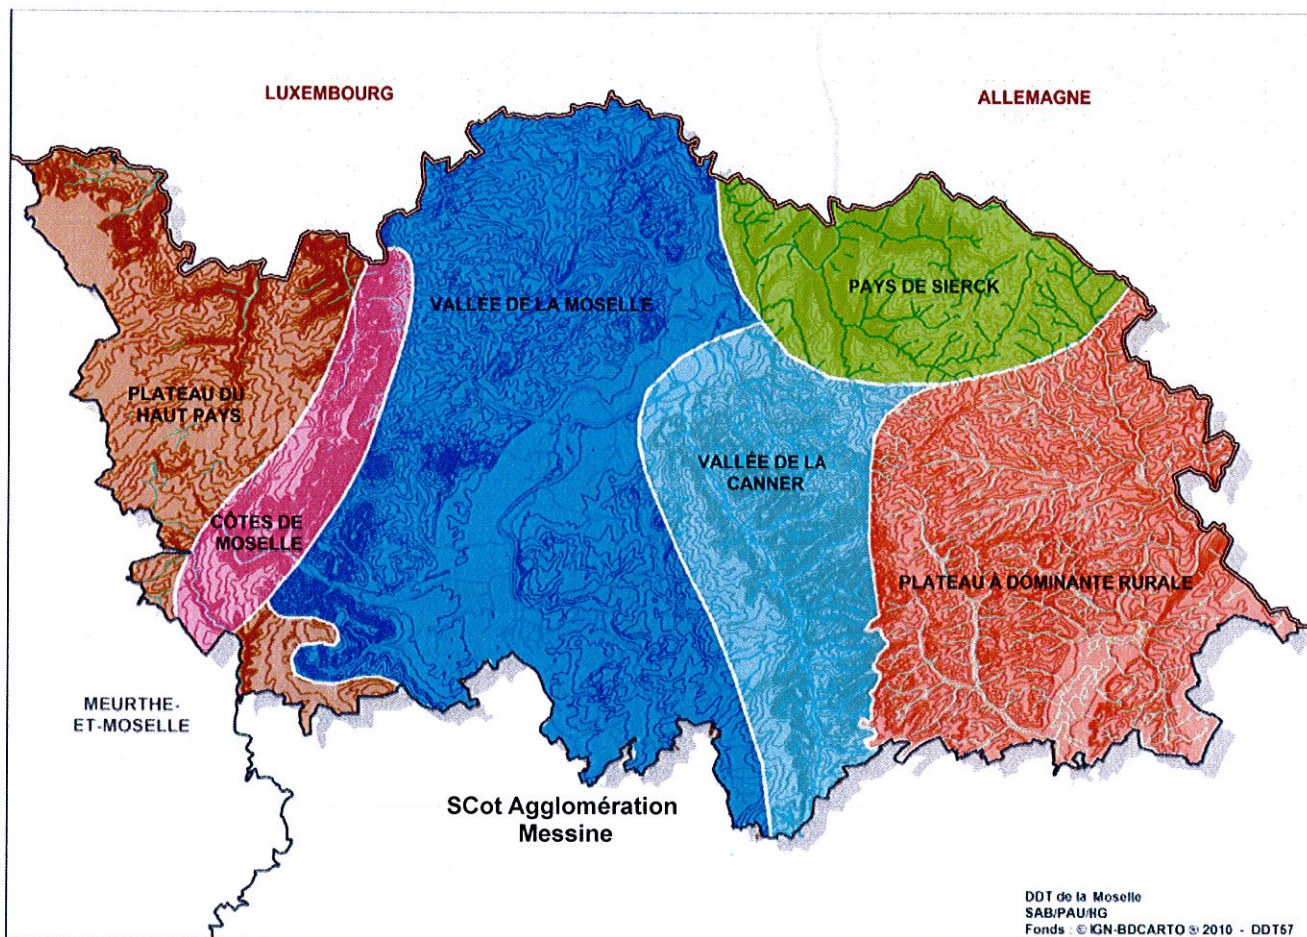 LUXEMBOURG
ALLEMAGNE
PAYS DE SIERCK
VALLÉE DE LA MOSELLE
PLATEAU DU
HAUT PAYS
VALLÉE DE LA
CANNER
CÔTES DE
MOSELLE
PLATEAU À DOMINANTE RURALE
MEURTHE-
ET-MOSELLE
SCot Agglomération
Messine
DDT de la Moselle
SAB/PAU/HG
Fonds : © IGN-BDCARTO ® 2010 - DDT57